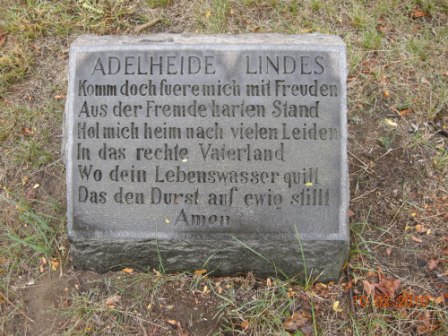 ADELHEIDE LINDES
Komm doch fuere mich mit Freuden
Aus der Fremde harten Stand
Hol mich heim nach vielen Leiden
In das rechte Vaterland
Wo dein Lebenswasser quillt
Das den Durst auf ewig stillt
Amen